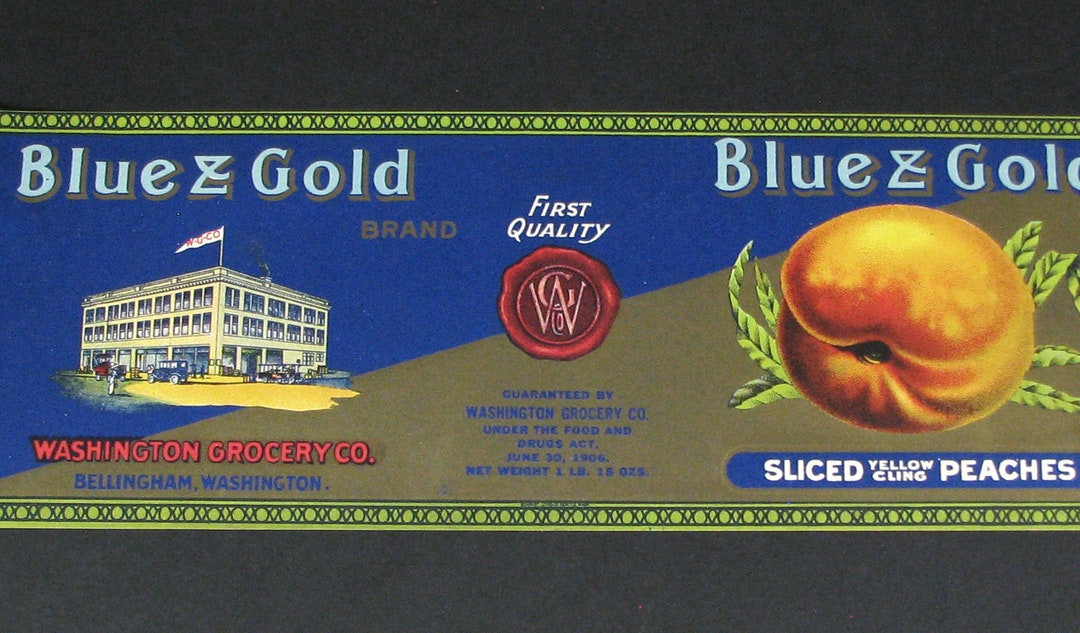 Blue & Gold
BRAND
W-G-CO
WASHINGTON GROCERY CO.
BELLINGHAM, WASHINGTON.
FIRST
QUALITY
WGCO
GUARANTEED BY
WASHINGTON GROCERY CO.
UNDER THE FOOD AND
DRUGS ACT.
JUNE 30, 1906.
NET WEIGHT 1 LB. 15 OZS.
Blue & Gold
SLICED YELLOW CLING PEACHES